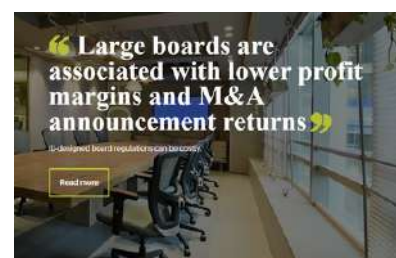 “ Large boards are
associated with lower profit
margins and M&A
announcement returns”
Ill-designed board regulations can be costly.
Read more